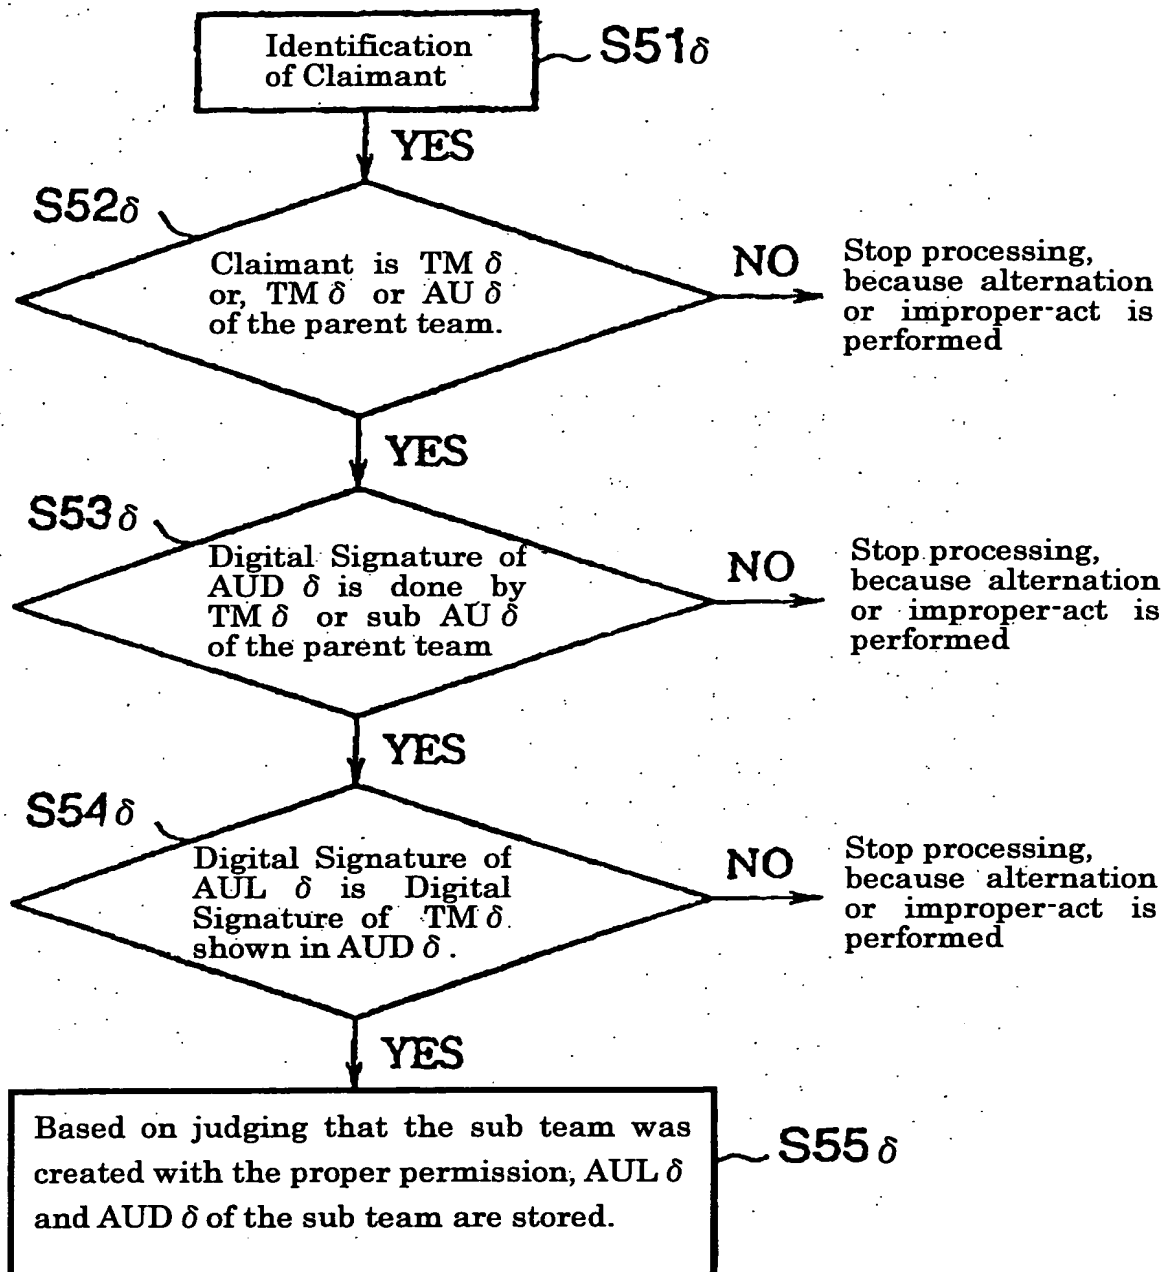 Identification
of Claimant
S51δ
YES
S52δ
Claimant is TM δ
or, TM δ or AU δ
of the parent team.
NO
Stop processing,
because alternation
or improper-act is
performed
YES
S53δ
Digital Signature of
AUD δ is done by
TM δ or sub AU δ
of the parent team
NO
Stop processing,
because alternation
or improper-act is
performed
YES
S54δ
Digital Signature of
AUL δ is Digital
Signature of TM δ
shown in AUD δ.
NO
Stop processing,
because alternation
or improper-act is
performed
YES
Based on judging that the sub team was
created with the proper permission, AUL δ
and AUD δ of the sub team are stored.
S55δ